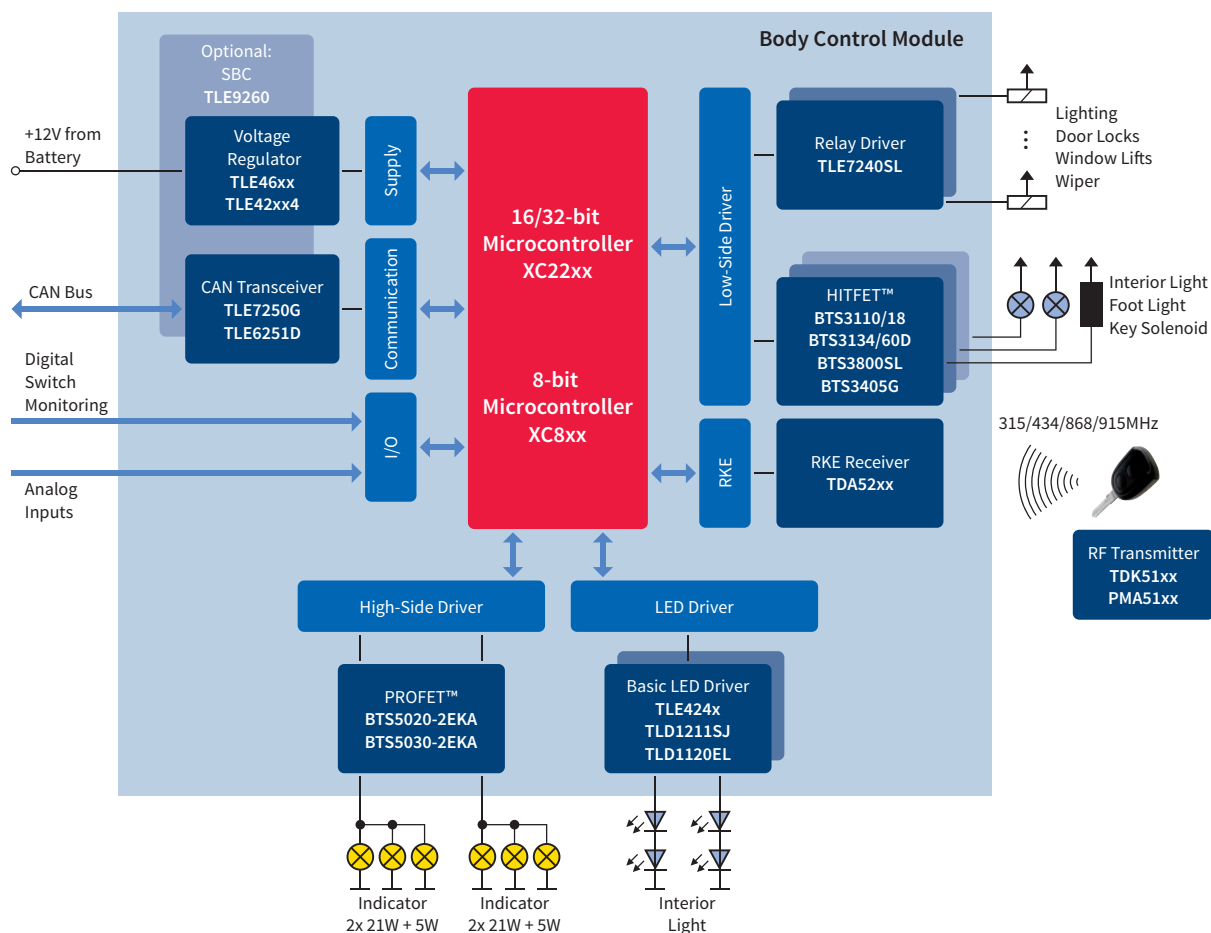 Body Control Module
Optional:
SBC
TLE9260
+12V from
Battery
Voltage
Regulator
TLE46xx
TLE42xx4
Supply
CAN Bus
CAN Transceiver
TLE7250G
TLE6251D
Communication
Digital
Switch
Monitoring
Analog
Inputs
I/O
16/32-bit
Microcontroller
XC22xx
8-bit
Microcontroller
XC8xx
Low-Side Driver
Relay Driver
TLE7240SL
Lighting
Door Locks
Window Lifts
Wiper
HITFET™
BTS3110/18
BTS3134/60D
BTS3800SL
BTS3405G
Interior Light
Foot Light
Key Solenoid
RKE
RKE Receiver
TDA52xx
315/434/868/915MHz
RF Transmitter
TDK51xx
PMA51xx
High-Side Driver
LED Driver
PROFET™
BTS5020-2EKA
BTS5030-2EKA
Basic LED Driver
TLE424x
TLD1211SJ
TLD1120EL
Indicator
2x 21W + 5W
Indicator
2x 21W + 5W
Interior
Light